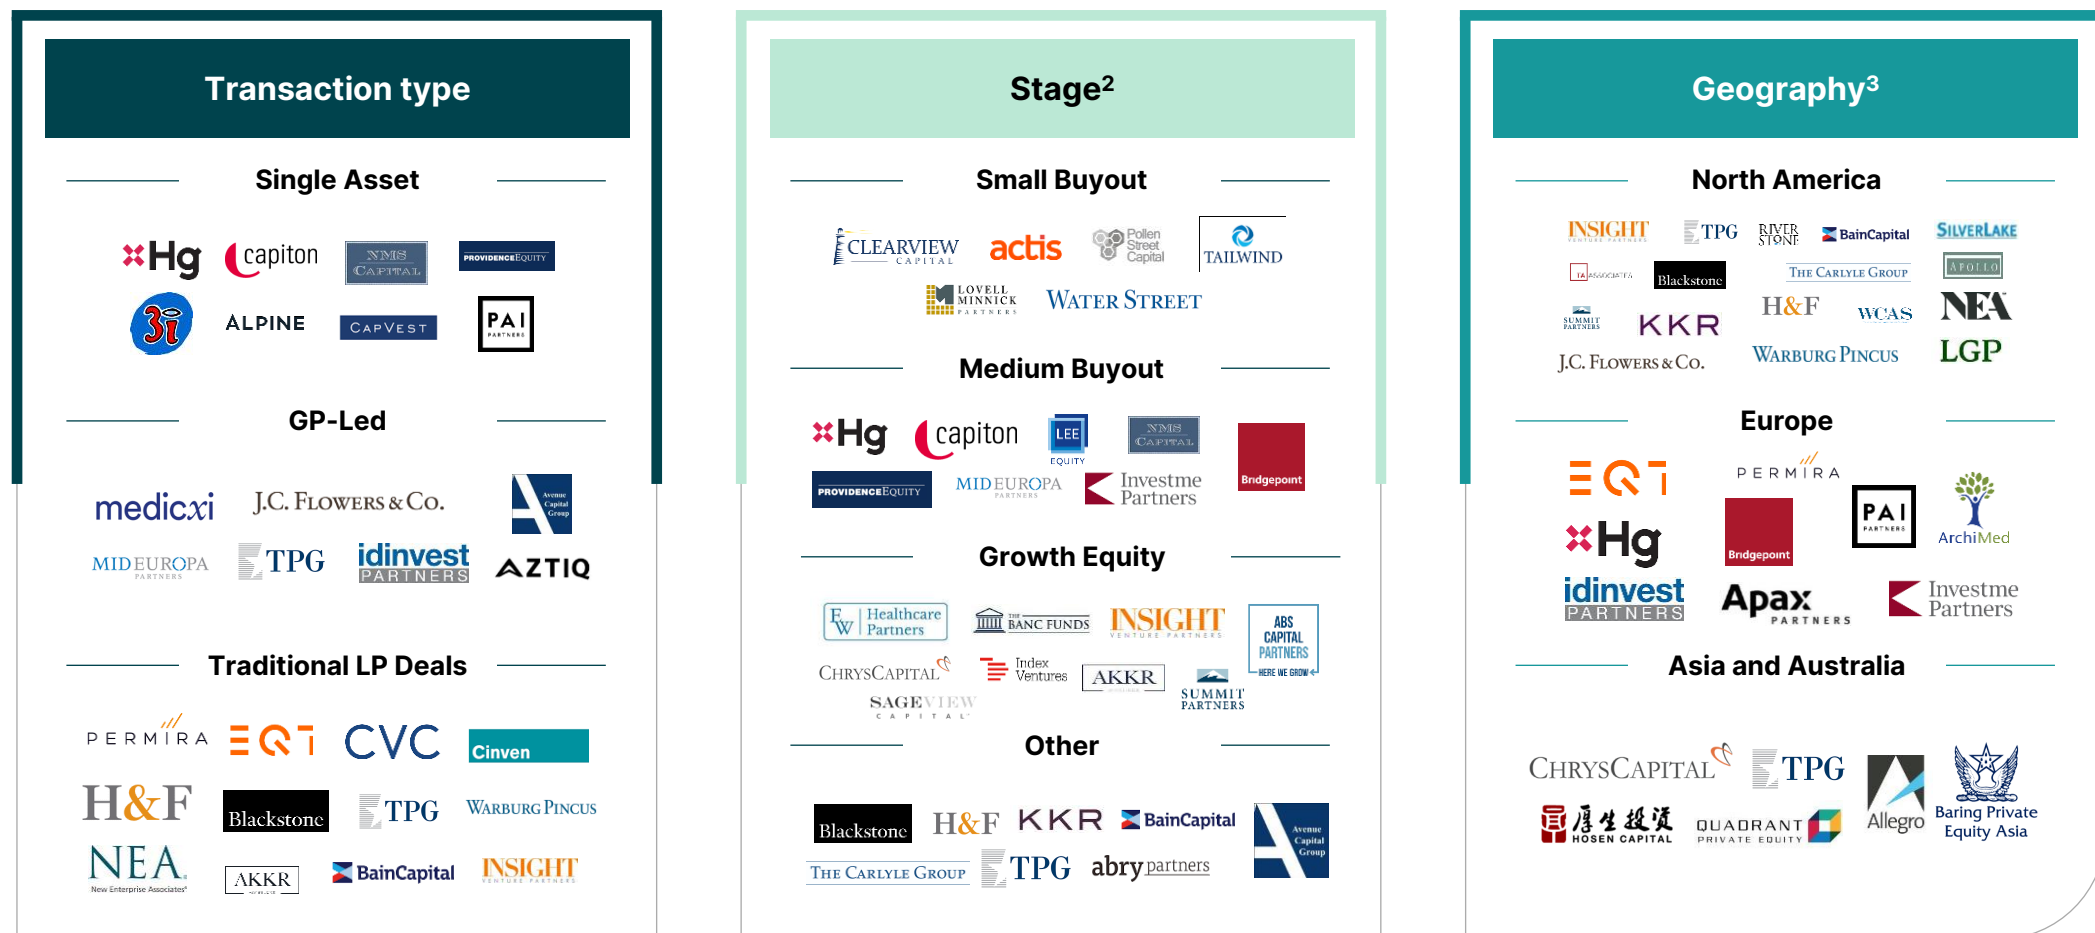 Transaction type
Single Asset
Hg
capiton
NMS
CAPITAL
PROVIDENCE EQUITY
3i
ALPINE
CAPVEST
PAI
PARTNERS
GP-Led
medicxi
J.C. FLOWERS & CO.
Avenue
Capital
Group
MIDEUROPA
PARTNERS
TPG
idinvest
PARTNERS
AZTIQ
Traditional LP Deals
PERMIRA
EQT
CVC
Cinven
H&F
Blackstone
TPG
WARBURG PINCUS
NEA
New Enterprise Associates
AKKR
BainCapital
INSIGHT
VENTURE PARTNERS
Stage²
Small Buyout
CLEARVIEW
CAPITAL
actis
Pollen
Street
Capital
TAILWIND
LOVELL
MINNICK
PARTNERS
WATER STREET
Medium Buyout
Hg
capiton
LEE
EQUITY
NMS
CAPITAL
Bridgepoint
PROVIDENCE EQUITY
MIDEUROPA
PARTNERS
Investme
Partners
Growth Equity
EW Healthcare
Partners
THE
BANC FUNDS
INSIGHT
VENTURE PARTNERS
ABS
CAPITAL
PARTNERS
HERE WE GROW
CHRYSCAPITAL
Index
Ventures
AKKR
SUMMIT
PARTNERS
SAGEVIEW
CAPITAL
Other
Blackstone
H&F
KKR
BainCapital
Avenue
Capital
Group
THE CARLYLE GROUP
TPG
abry partners
Geography³
North America
INSIGHT
VENTURE PARTNERS
TPG
RIVER
STONE
BainCapital
SILVERLAKE
TA ASSOCIATES
Blackstone
THE CARLYLE GROUP
APOLLO
SUMMIT
PARTNERS
KKR
H&F
WCAS
NEA
J.C. FLOWERS & CO.
WARBURG PINCUS
LGP
Europe
EQT
PERMIRA
Hg
Bridgepoint
PAI
PARTNERS
ArchiMed
idinvest
PARTNERS
Apax
PARTNERS
Investme
Partners
Asia and Australia
CHRYSCAPITAL
TPG
Allegro
Baring Private
Equity Asia
厚生投资
HOSEN CAPITAL
QUADRANT
PRIVATE EQUITY